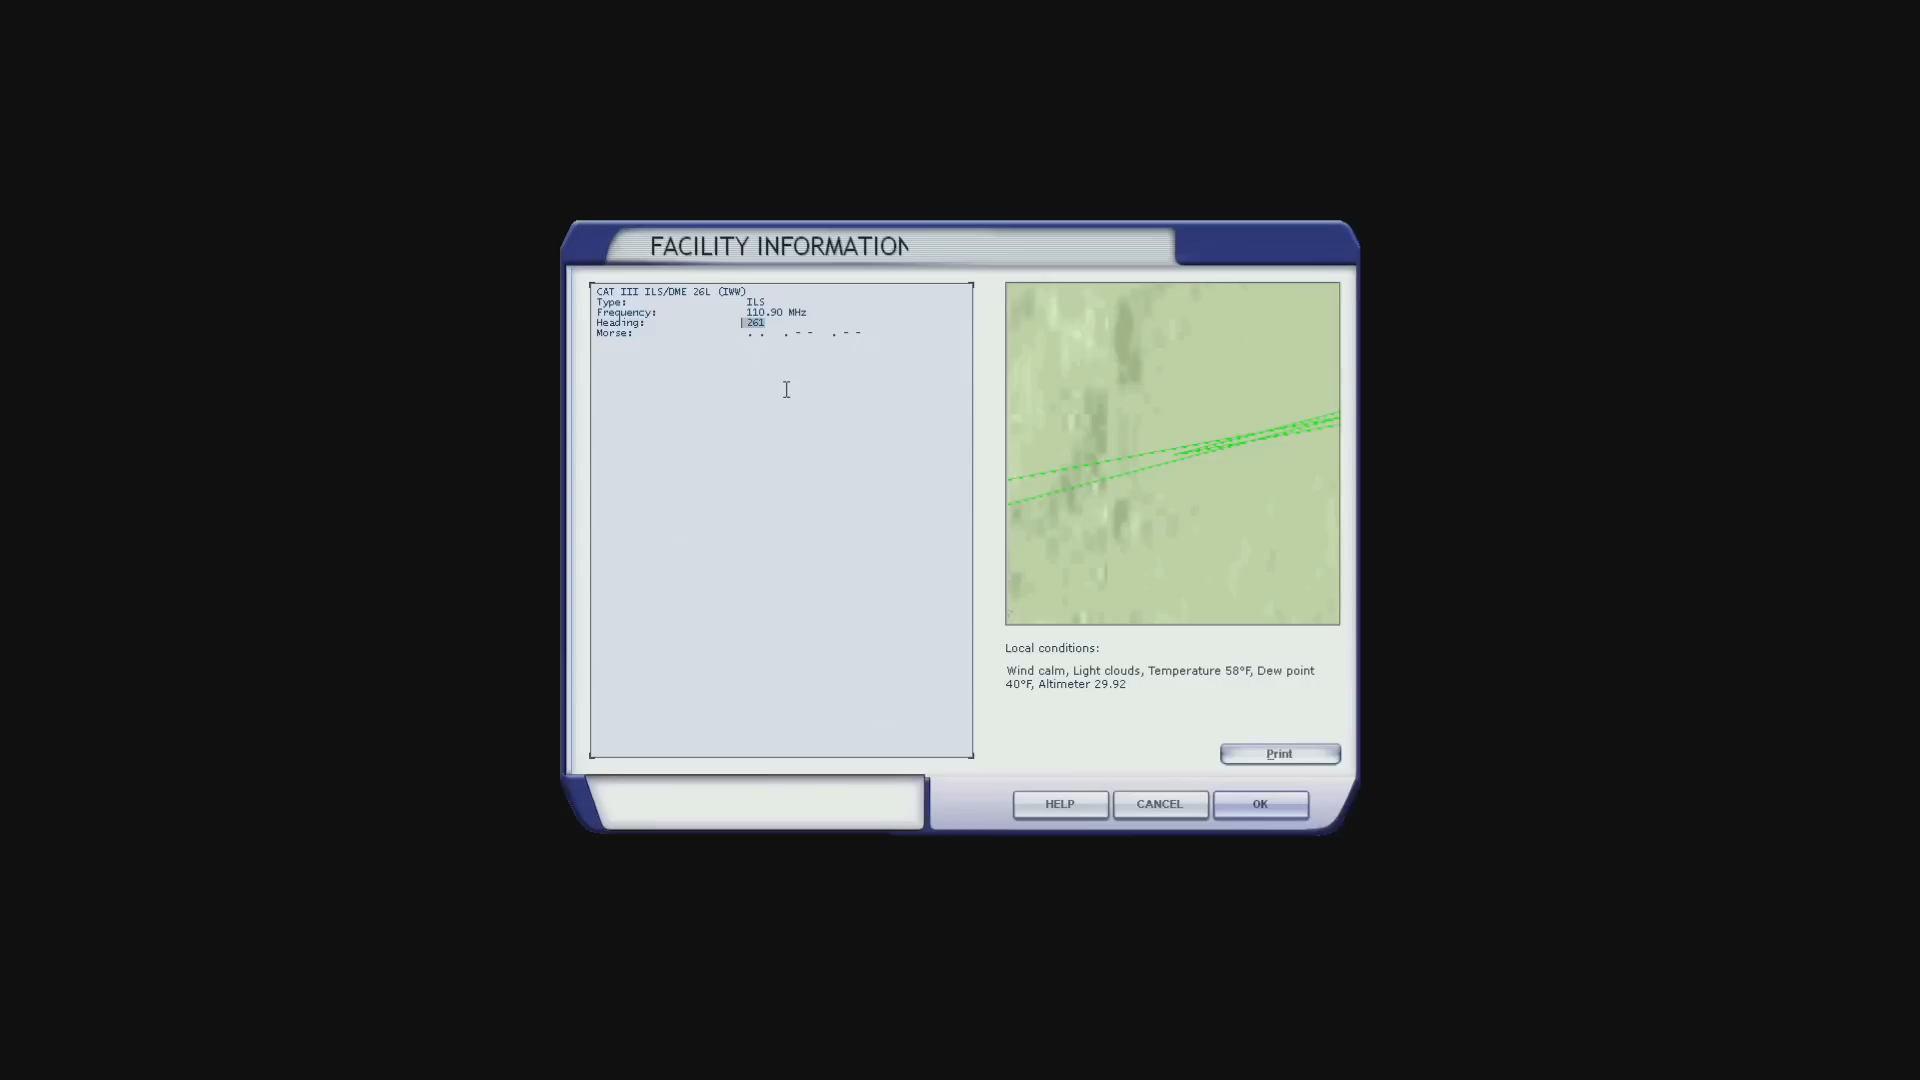 FACILITY INFORMATION
CAT III ILS/DME 26L (IWW)
Type: ILS
Frequency: 110.90 MHz
Heading: 261
Morse: . . . - - . - -
Local conditions:
Wind calm, Light clouds, Temperature 58°F, Dew point
40°F, Altimeter 29.92
Print
HELP CANCEL OK